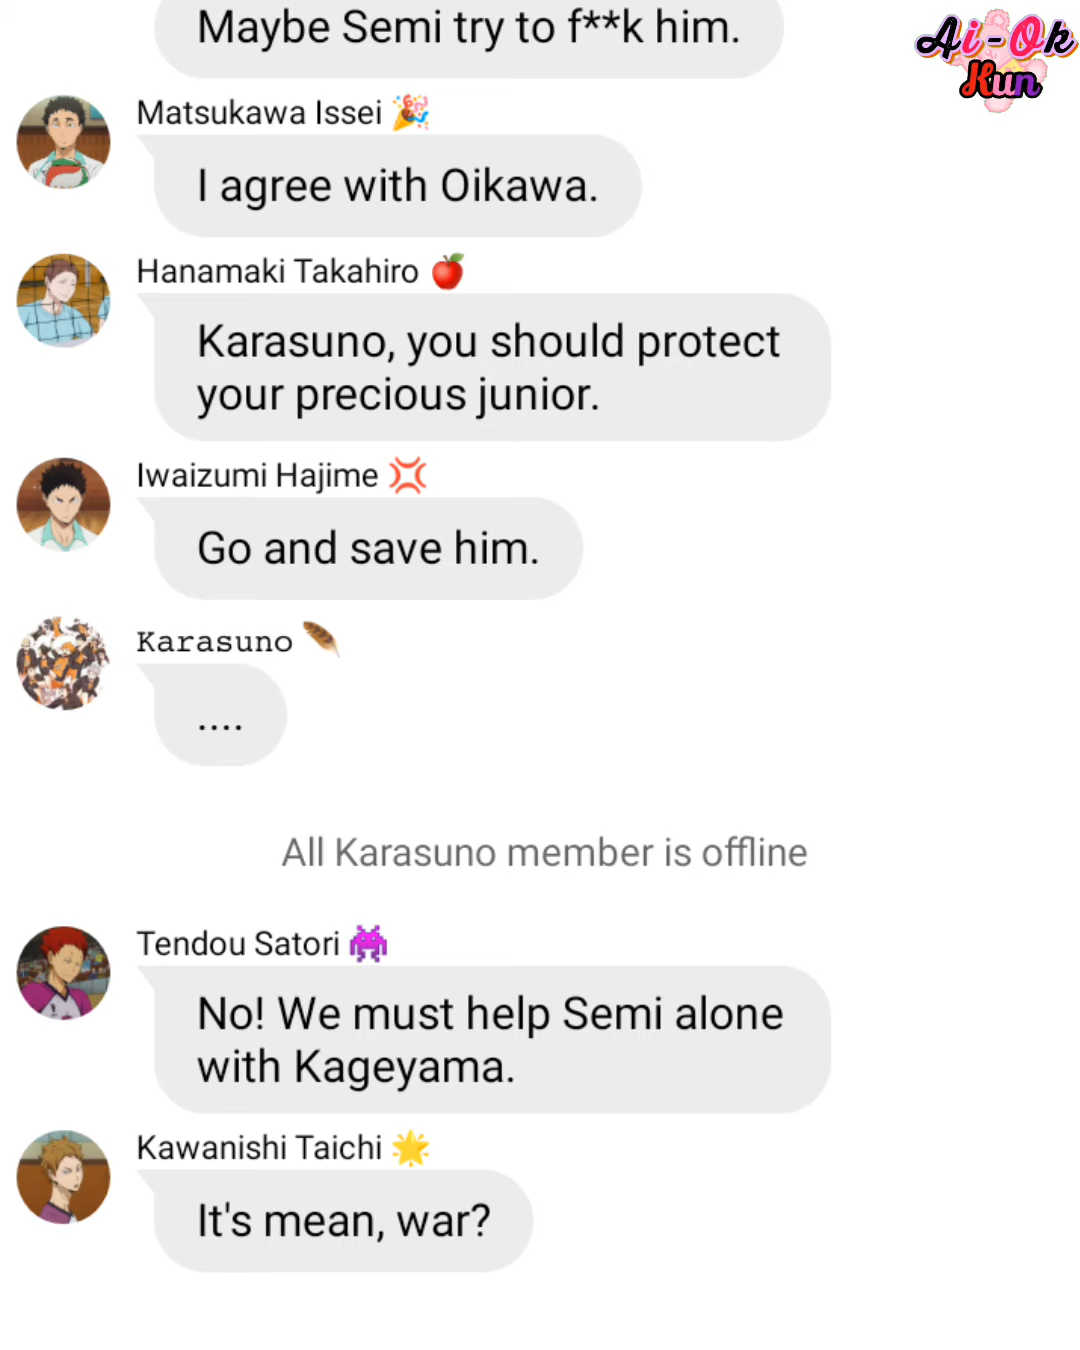 Maybe Semi try to f**k him.
Ai-Ok
Kun
Matsukawa Issei 🎉
I agree with Oikawa.
Hanamaki Takahiro 🍎
Karasuno, you should protect
your precious junior.
Iwaizumi Hajime 💢
Go and save him.
Karasuno 🪶
....
All Karasuno member is offline
Tendou Satori 👾
No! We must help Semi alone
with Kageyama.
Kawanishi Taichi 🌟
It's mean, war?